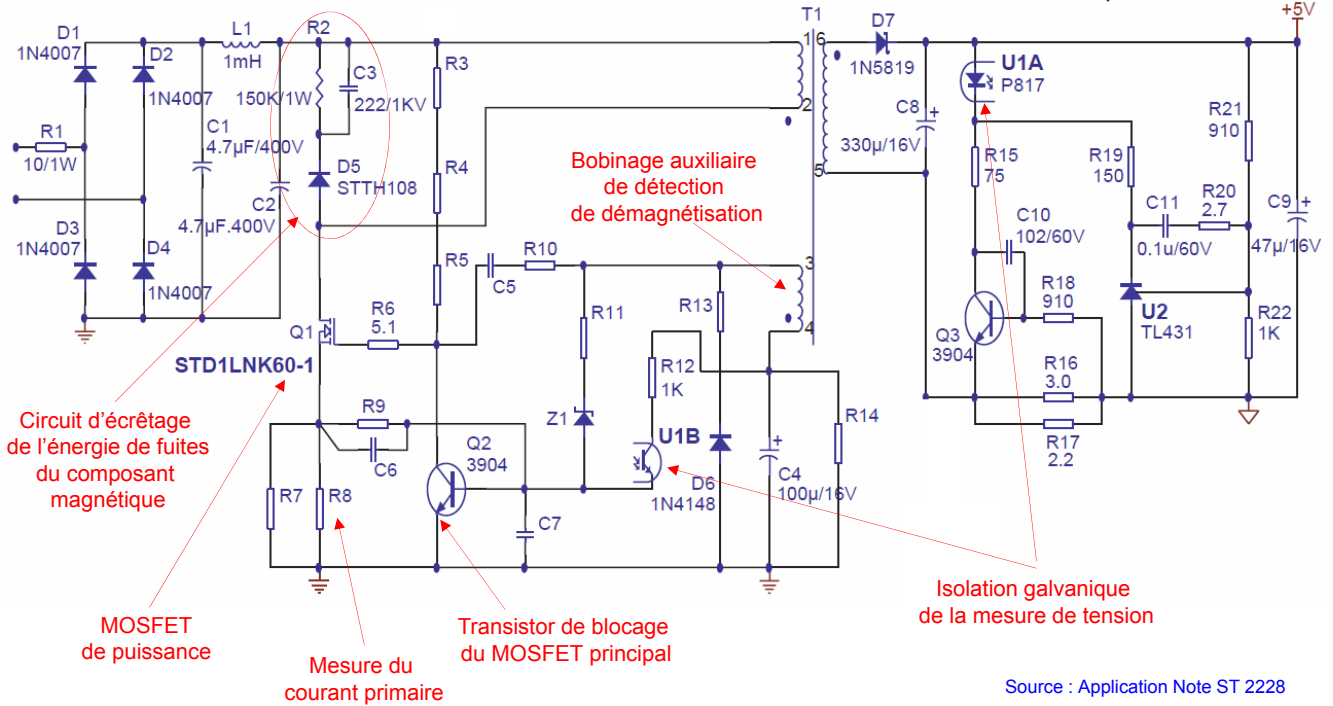 D1
1N4007
D2
1N4007
L1
1mH
R2
150K/1W
C3
222/1KV
R3
T1
1
6
2
5
D7
1N5819
+5V
U1A
P817
C8
330µ/16V
R21
910
R1
10/1W
C1
4.7µF/400V
C2
4.7µF.400V
D5
STTH108
R4
Bobinage auxiliaire
de détection
de démagnétisation
R15
75
R19
150
C11
0.1u/60V
R20
2.7
C9
47µ/16V
C10
102/60V
D3
1N4007
D4
1N4007
R5
C5
R10
3
4
R11
R13
R18
910
U2
TL431
R22
1K
Q3
3904
Q1
STD1LNK60-1
R6
5.1
R12
1K
R16
3.0
R17
2.2
R14
Circuit d'écrêtage
de l'énergie de fuites
du composant
magnétique
R9
C6
Z1
U1B
Q2
3904
D6
1N4148
C4
100µ/16V
R7
R8
C7
MOSFET
de puissance
Mesure du
courant primaire
Transistor de blocage
du MOSFET principal
Isolation galvanique
de la mesure de tension
Source : Application Note ST 2228